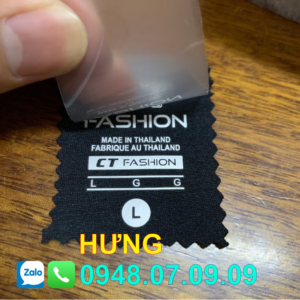 FASHION
MADE IN THAILAND
FABRIQUE AU THAILAND
CT FASHION
L G G
L
HƯNG
Zalo 0948.07.09.09